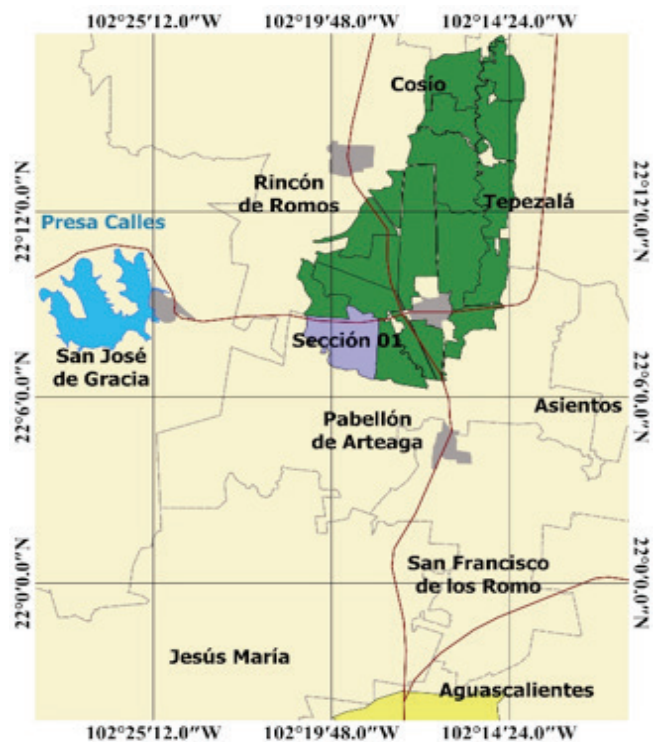 102°25'12.0"W 102°19'48.0"W 102°14'24.0"W
Cosío
Rincón
de Romos
22°12'0.0"N
Tepezalá
22°12'0.0"N
Presa Calles
Sección 01
San José
de Gracia
22°6'0.0"N
Asientos
22°6'0.0"N
Pabellón
de Arteaga
San Francisco
de los Romo
22°0'0.0"N
22°0'0.0"N
Jesús María
Aguascalientes
102°25'12.0"W 102°19'48.0"W 102°14'24.0"W